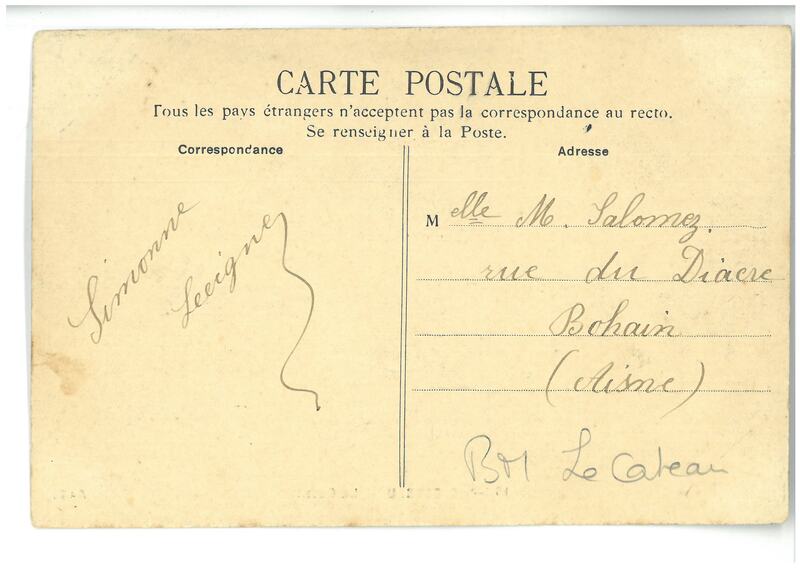 CARTE POSTALE
Tous les pays étrangers n'acceptent pas la correspondance au recto.
Se renseigner à la Poste.
Correspondance
Simonne
Lecigne
Adresse
Melle M. Salomez.
rue du Diacre
Bohain
(Aisne)
BM Le Cateau